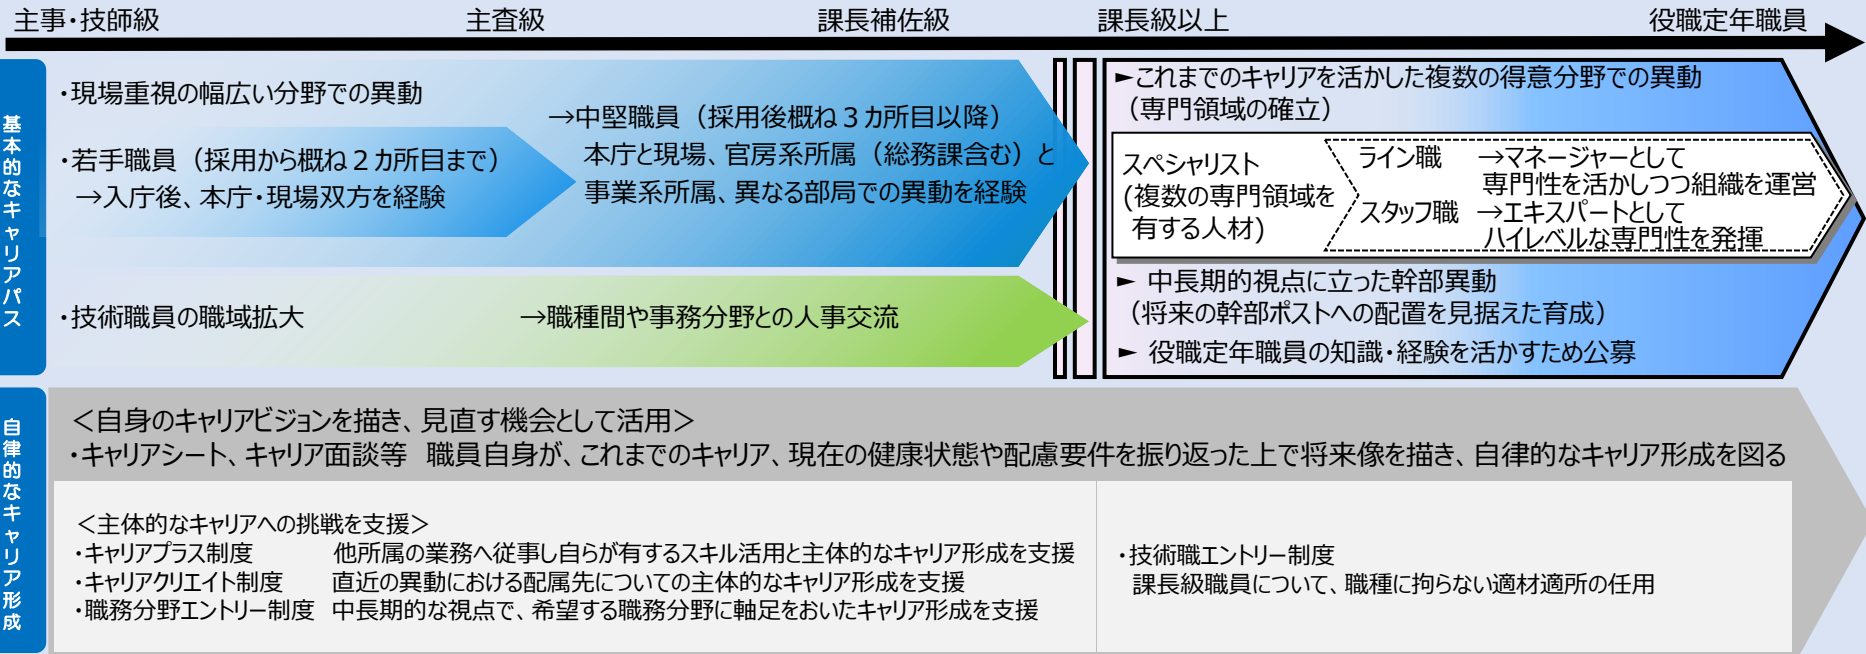 主事・技師級 主査級 課長補佐級 課長級以上 役職定年職員
基本的なキャリアパス
・現場重視の幅広い分野での異動
・若手職員（採用から概ね２カ所目まで）
→入庁後、本庁・現場双方を経験
→中堅職員（採用後概ね３カ所目以降）
本庁と現場、官房系所属（総務課含む）と
事業系所属、異なる部局での異動を経験
・技術職員の職域拡大 →職種間や事務分野との人事交流
►これまでのキャリアを活かした複数の得意分野での異動
（専門領域の確立）
スペシャリスト
(複数の専門領域を
有する人材)
ライン職 →マネージャーとして
専門性を活かしつつ組織を運営
スタッフ職 →エキスパートとして
ハイレベルな専門性を発揮
► 中長期的視点に立った幹部異動
（将来の幹部ポストへの配置を見据えた育成）
► 役職定年職員の知識・経験を活かすため公募
自律的なキャリア形成
＜自身のキャリアビジョンを描き、見直す機会として活用＞
・キャリアシート、キャリア面談等 職員自身が、これまでのキャリア、現在の健康状態や配慮要件を振り返った上で将来像を描き、自律的なキャリア形成を図る
＜主体的なキャリアへの挑戦を支援＞
・キャリアプラス制度 他所属の業務へ従事し自らが有するスキル活用と主体的なキャリア形成を支援
・キャリアクリエイト制度 直近の異動における配属先についての主体的なキャリア形成を支援
・職務分野エントリー制度 中長期的な視点で、希望する職務分野に軸足をおいたキャリア形成を支援
・技術職エントリー制度
課長級職員について、職種に拘らない適材適所の任用